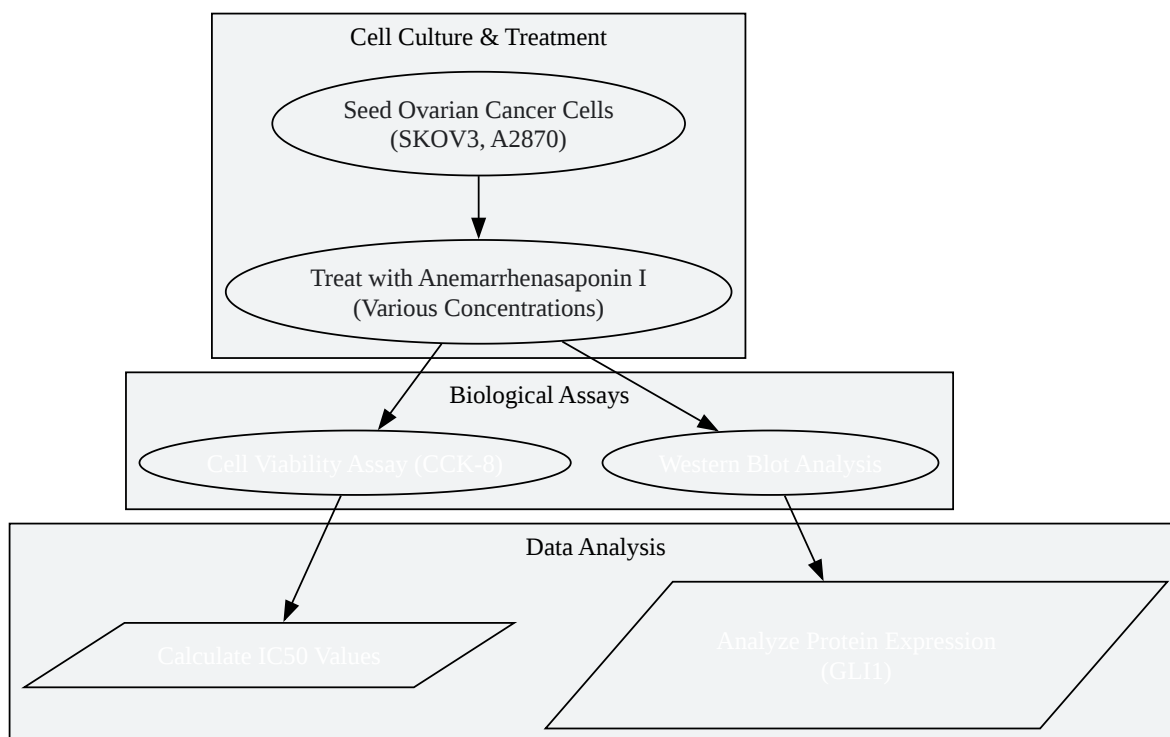 Cell Culture & Treatment
Seed Ovarian Cancer Cells
(SKOV3, A2870)
Treat with Anemarrhenasaponin I
(Various Concentrations)
Biological Assays
Cell Viability Assay (CCK-8)
Western Blot Analysis
Data Analysis
Calculate IC50 Values
Analyze Protein Expression
(GLI1)